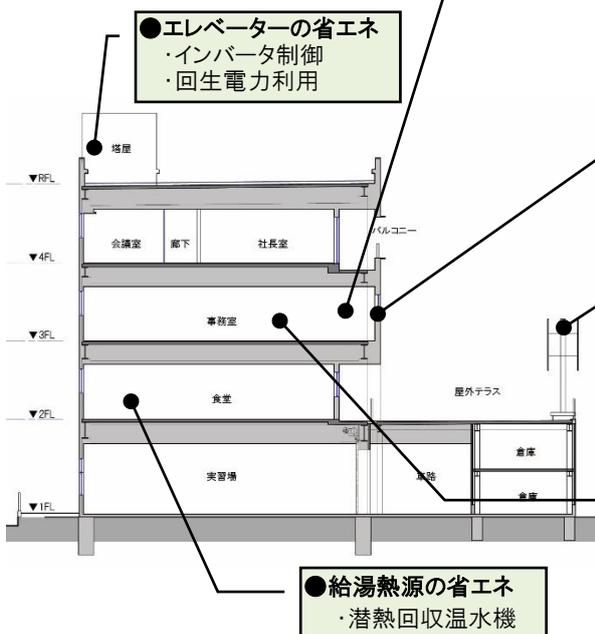 ●エレベーターの省エネ
・インバータ制御
・回生電力利用
塔屋
▼RFL
バルコニー
会議室 廊下 社長室
▼4FL
事務室
▼3FL
屋外テラス
食堂
▼2FL
倉庫
実習場 車路
倉庫
▼1FL
●給湯熱源の省エネ
・潜熱回収温水機